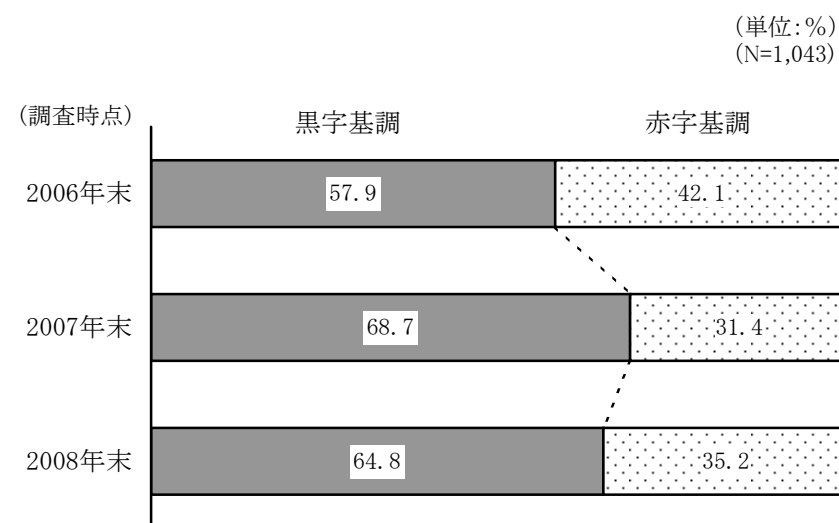 (単位:%)
(N=1,043)
(調査時点)
黒字基調 赤字基調
2006年末 57.9 42.1
2007年末 68.7 31.4
2008年末 64.8 35.2